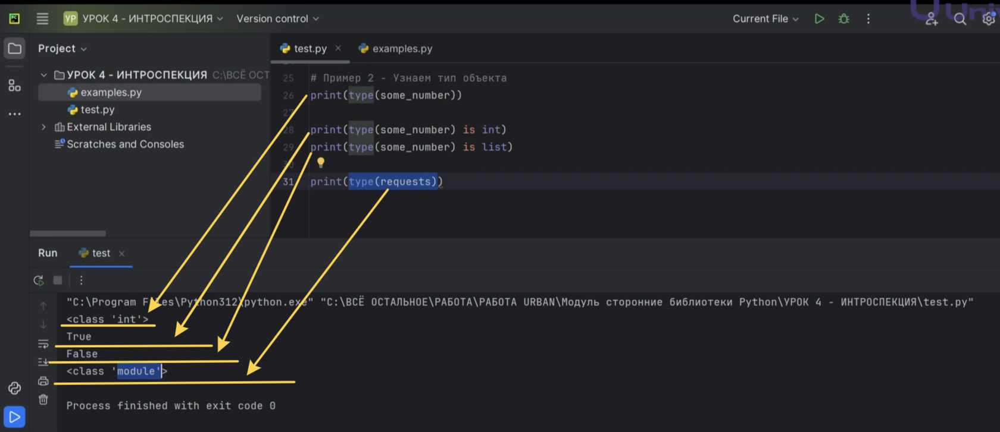 УРОК 4 - ИНТРОСПЕКЦИЯ
Version control
Current File
Project
test.py
examples.py
УРОК 4 - ИНТРОСПЕКЦИЯ C:\ВСЁ ОСТ
examples.py
test.py
External Libraries
Scratches and Consoles
25 # Пример 2 - Узнаем тип объекта
26 print(type(some_number))
27
28 print(type(some_number) is int)
29 print(type(some_number) is list)
30
31 print(type(requests))
Run
test
"C:\Program Files\Python312\python.exe" "C:\ВСЁ ОСТАЛЬНОЕ\РАБОТА\РАБОТА URBAN\Модуль сторонние библиотеки Python\УРОК 4 - ИНТРОСПЕКЦИЯ\test.py"
<class 'int'>
True
False
<class 'module'>
Process finished with exit code 0